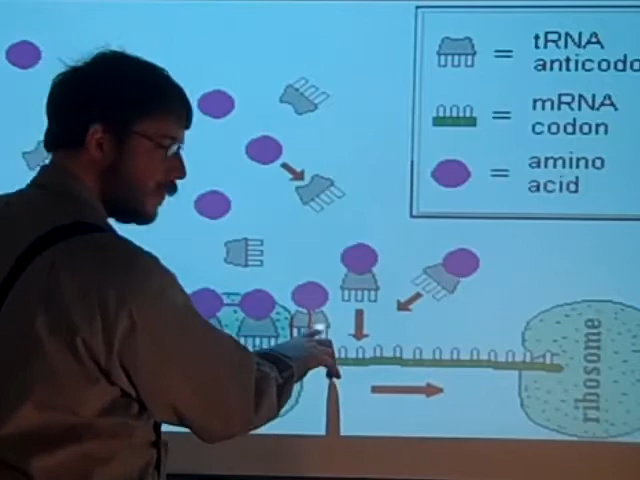 = tRNA
anticodo
= mRNA
codon
= amino
acid
ribosome